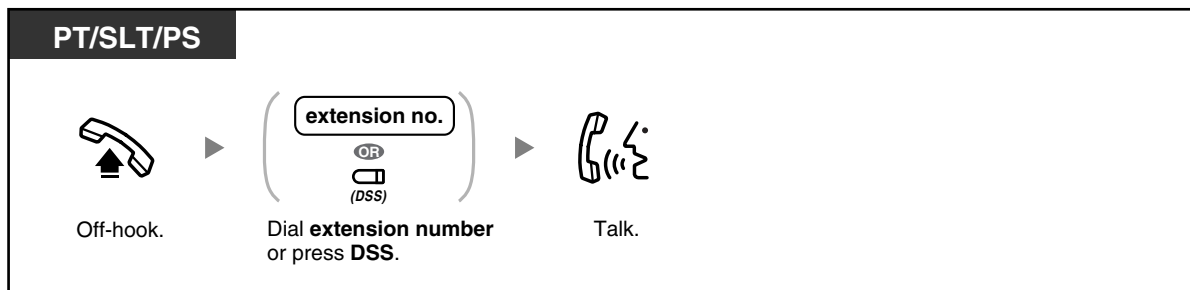 PT/SLT/PS
extension no.
OR
(DSS)
Off-hook.
Dial extension number
or press DSS.
Talk.